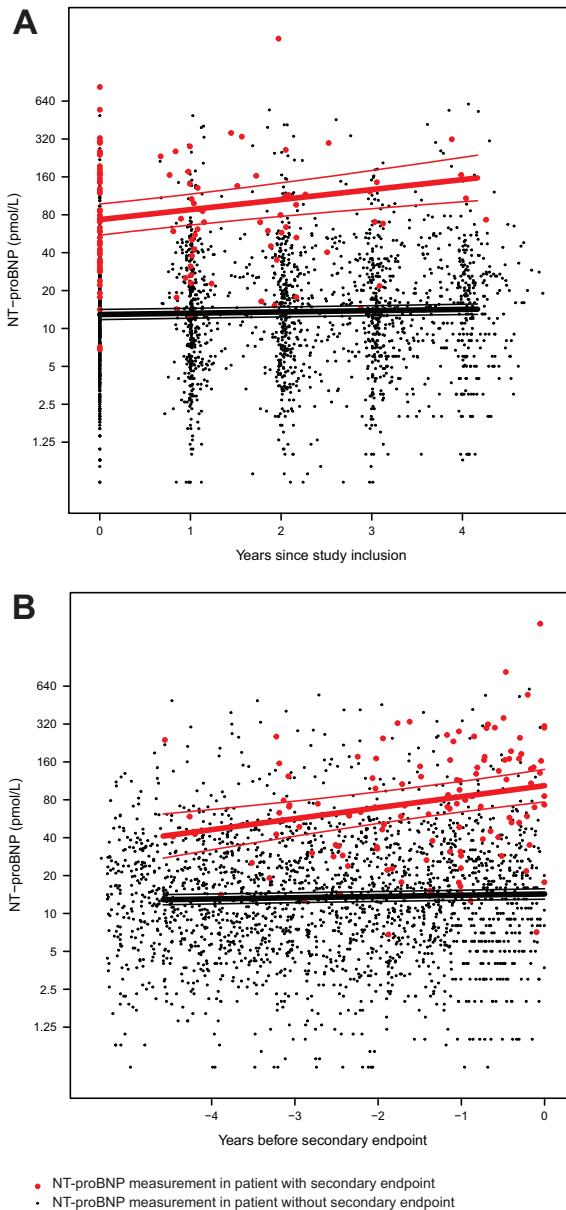 A
NT−proBNP (pmol/L)
640
320
160
80
40
20
10
5
2.5
1.25
0 1 2 3 4
Years since study inclusion
B
NT−proBNP (pmol/L)
640
320
160
80
40
20
10
5
2.5
1.25
−4 −3 −2 −1 0
Years before secondary endpoint
NT-proBNP measurement in patient with secondary endpoint
NT-proBNP measurement in patient without secondary endpoint